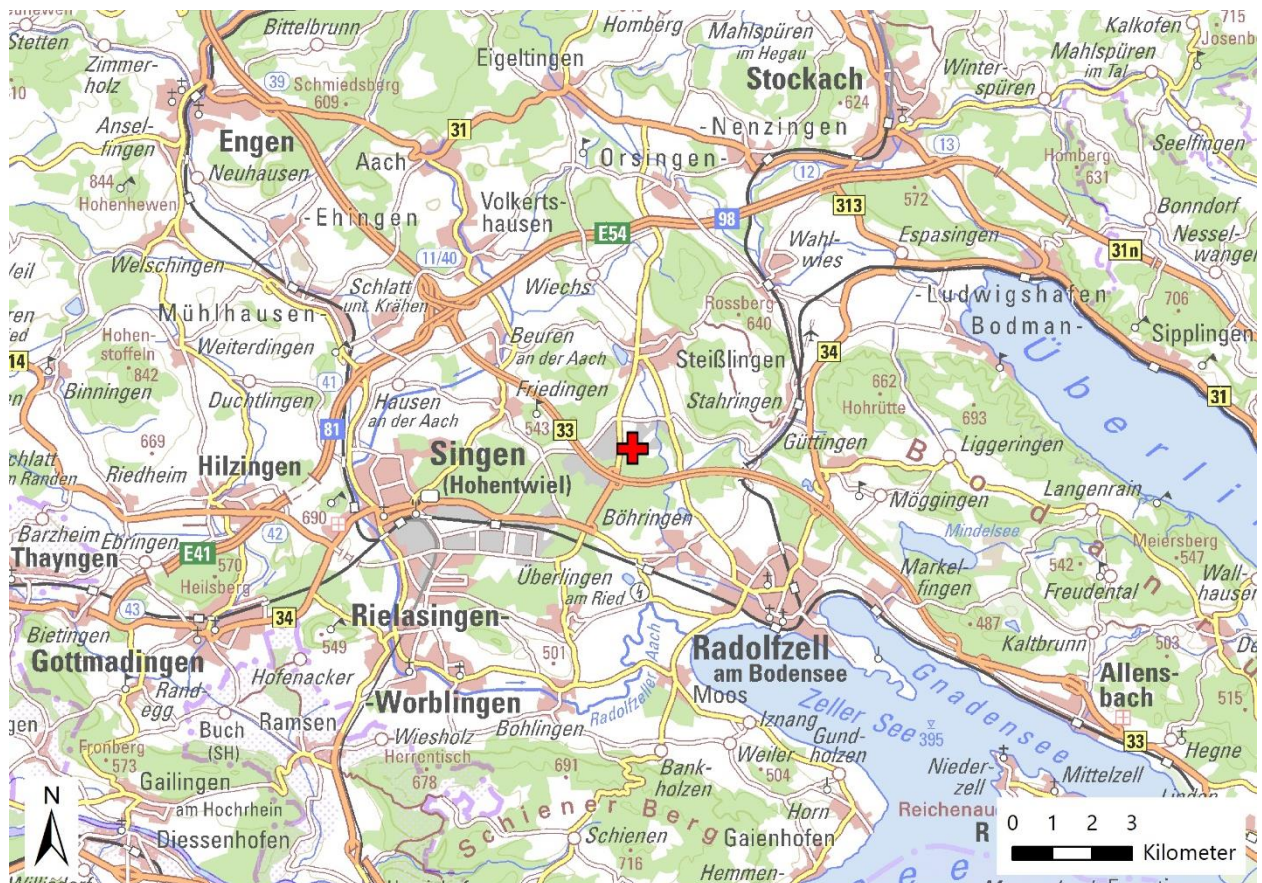 Stetten
Bittelbrunn
Homberg
Mahlspüren
im Hegau
Kalkofen
715
Zimmer-
holz
39
Schmiedsberg
609
Eigeltingen
Stockach
624
Winter-
spüren
Mahlspüren
im Tal
Ansel-
fingen
Engen
31
-Nenzingen
13
Seelfingen
Neuhausen
Aach
Orsingen-
12
Homberg
631
844
Hohenhewen
-Ehingen
Volkerts-
hausen
98
313
572
Bonndorf
E54
Espasingen
Nessel-
wangen
Welschingen
11/40
Wahl-
wies
31n
Schlatt
unt. Krähen
Wiechs
-Ludwigshafen
706
Mühlhausen-
Rossberg
640
Bodman-
Sipplingen
Hohen-
stoffeln
842
Weiterdingen
Beuren
an der Aach
Steißlingen
34
14
Binningen
41
Friedingen
Duchtlingen
Hausen
an der Aach
Stahringen
662
Hohrütte
31
81
543
33
693
669
Güttingen
Liggeringen
Überli
Riedheim
Hilzingen
Singen
(Hohentwiel)
Möggingen
Langenrain
690
Böhringen
Mindelsee
Bodan
Barzheim
Ebringen
42
Meiersberg
547
Thayngen
E41
570
Heilsberg
Überlingen
am Ried
Markel-
fingen
542
Freudental
Wall-
hausen
43
34
Rielasingen-
487
Bietingen
549
Radolfzell
am Bodensee
Kaltbrunn
503
Gottmadingen
Hofenacker
501
Radolfzeller Aach
Allens-
bach
Rand-
egg
-Worblingen
Moos
Gnadensee
515
Buch
(SH)
Ramsen
Wiesholz
Bohlingen
Zeller See
395
Iznang
Gund-
holzen
33
Hegne
Fronberg
573
Herrentisch
678
691
Bank-
holzen
Weiler
504
Nieder-
zell
Mittelzell
Gailingen
am Hochrhein
Schiener Berg
Horn
N
Diessenhofen
Schienen
716
Gaienhofen
Hemmen-
R
0 1 2 3
Kilometer